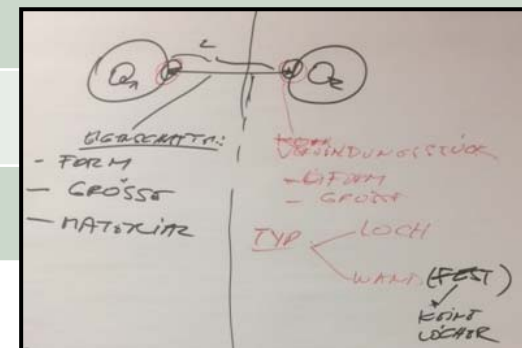 L
Q1
Q2
EIGENSCHAFTEN:
- FORM
- GRÖSSE
- MATERIAL
VERBINDUNGSSTÜCK
- FORM
- GRÖSSE
TYP
LOCH
WAND (FEST)
KEINE
LÖCHER